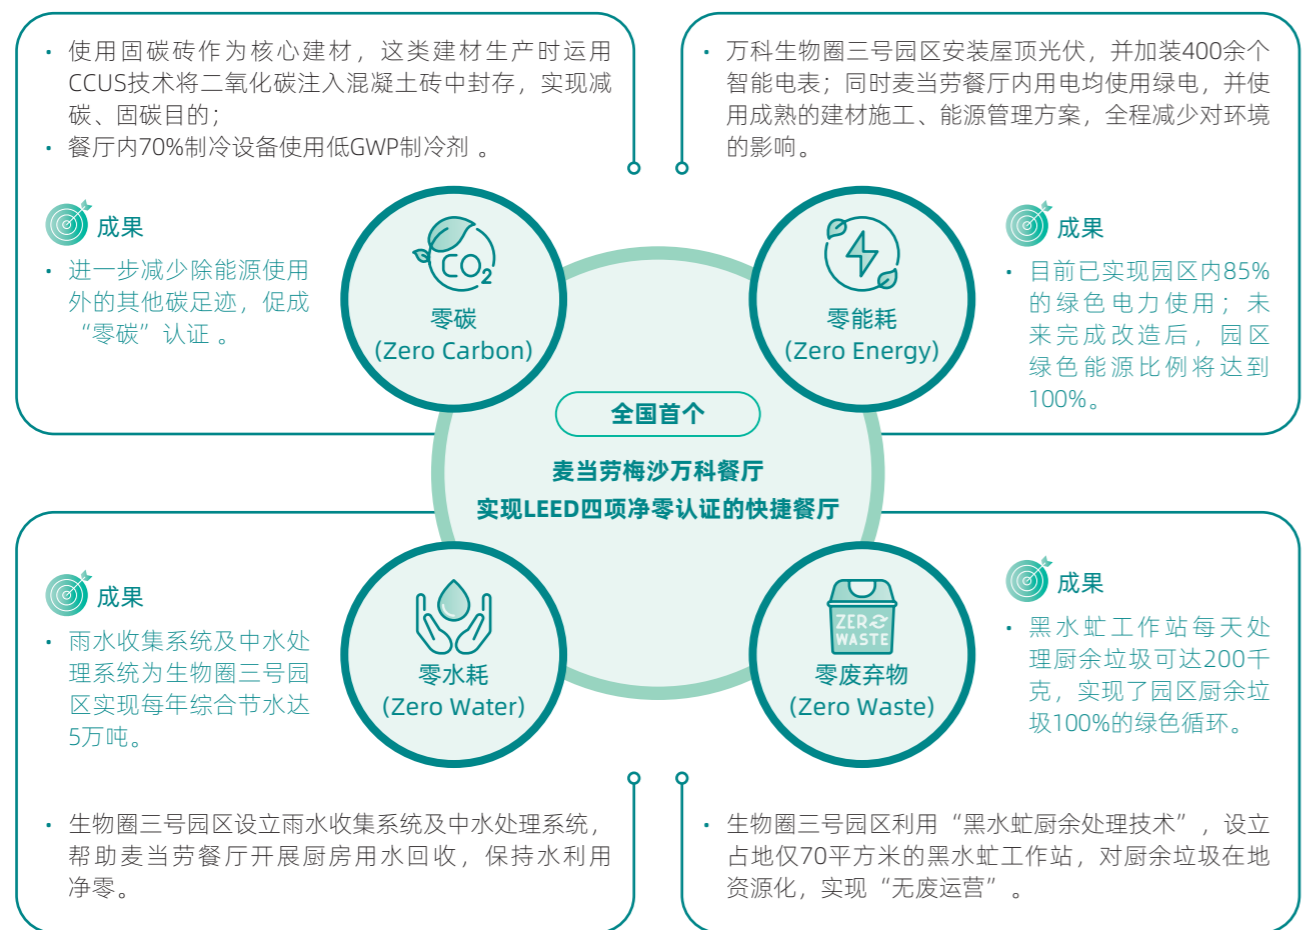 • 使用固碳砖作为核心建材，这类建材生产时运用
CCUS技术将二氧化碳注入混凝土砖中封存，实现减
碳、固碳目的；
• 餐厅内70%制冷设备使用低GWP制冷剂 。
成果
• 进一步减少除能源使用
外的其他碳足迹，促成
“零碳”认证 。
CO2
零碳
(Zero Carbon)
• 万科生物圈三号园区安装屋顶光伏，并加装400余个
智能电表；同时麦当劳餐厅内用电均使用绿电，并使
用成熟的建材施工、能源管理方案，全程减少对环境
的影响。
零能耗
(Zero Energy)
成果
• 目前已实现园区内85%
的绿色电力使用；未
来完成改造后，园区
绿色能源比例将达到
100%。
全国首个
麦当劳梅沙万科餐厅
实现LEED四项净零认证的快捷餐厅
成果
• 雨水收集系统及中水处
理系统为生物圈三号园
区实现每年综合节水达
5万吨。
零水耗
(Zero Water)
• 生物圈三号园区设立雨水收集系统及中水处理系统，
帮助麦当劳餐厅开展厨房用水回收，保持水利用
净零。
ZERO
WASTE
零废弃物
(Zero Waste)
成果
• 黑水虻工作站每天处
理厨余垃圾可达200千
克，实现了园区厨余垃
圾100%的绿色循环。
• 生物圈三号园区利用“黑水虻厨余处理技术”，设立
占地仅70平方米的黑水虻工作站，对厨余垃圾在地
资源化，实现“无废运营” 。